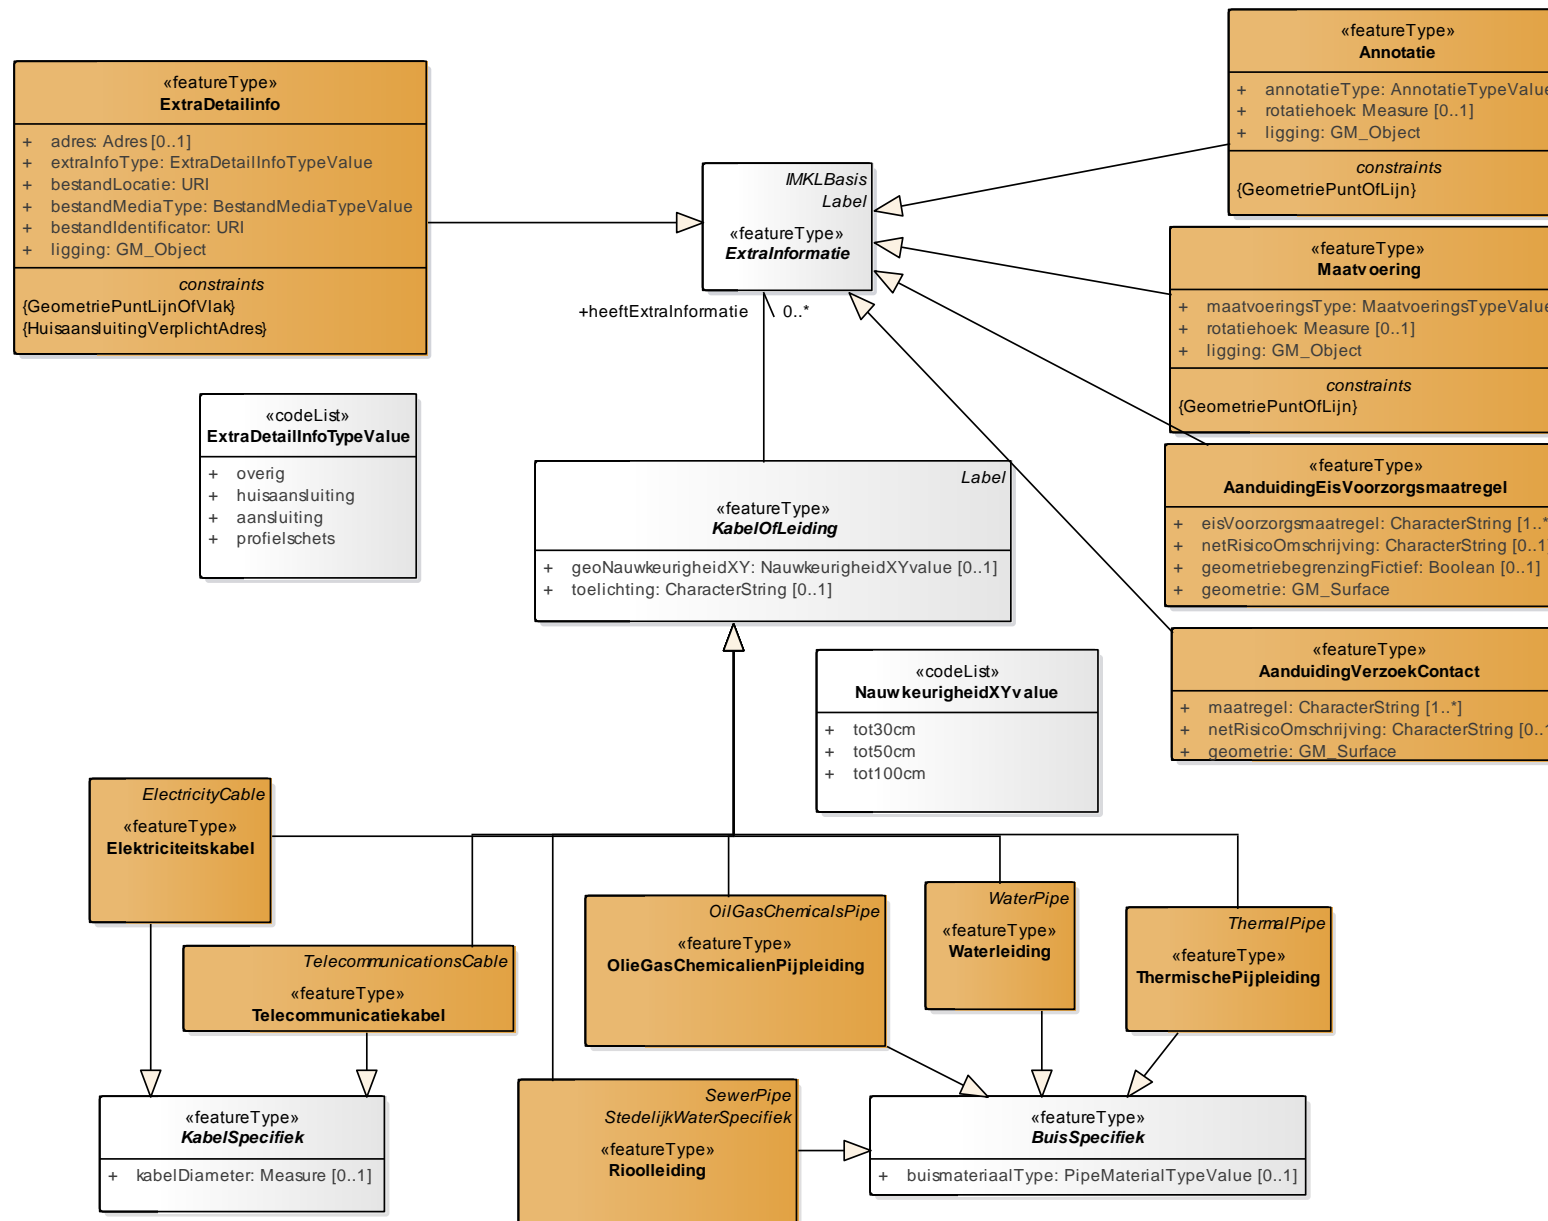 «featureType»
ExtraDetailinfo
+ adres: Adres [0..1]
+ extraInfoType: ExtraDetailInfoTypeValue
+ bestandLocatie: URI
+ bestandMediaType: BestandMediaTypeValue
+ bestandIdentificator: URI
+ ligging: GM_Object
constraints
{GeometriePuntLijnOfVlak}
{HuisaansluitingVerplichtAdres}
«codeList»
ExtraDetailInfoTypeValue
+ overig
+ huisaansluiting
+ aansluiting
+ profielschets
IMKLBasis
Label
«featureType»
ExtraInformatie
+heeftExtraInformatie 0..*
«featureType»
Annotatie
+ annotatieType: AnnotatieTypeValue
+ rotatiehoek: Measure [0..1]
+ ligging: GM_Object
constraints
{GeometriePuntOfLijn}
«featureType»
Maatvoering
+ maatvoeringsType: MaatvoeringsTypeValue
+ rotatiehoek: Measure [0..1]
+ ligging: GM_Object
constraints
{GeometriePuntOfLijn}
«featureType»
AanduidingEisVoorzorgsmaatregel
+ eisVoorzorgsmaatregel: CharacterString [1..*
+ netRisicoOmschrijving: CharacterString [0..1
+ geometriebegrenzingFictief: Boolean [0..1]
+ geometrie: GM_Surface
«featureType»
AanduidingVerzoekContact
+ maatregel: CharacterString [1..*]
+ netRisicoOmschrijving: CharacterString [0..1
+ geometrie: GM_Surface
Label
«featureType»
KabelOfLeiding
+ geoNauwkeurigheidXY: NauwkeurigheidXYvalue [0..1]
+ toelichting: CharacterString [0..1]
«codeList»
NauwkeurigheidXYvalue
+ tot30cm
+ tot50cm
+ tot100cm
ElectricityCable
«featureType»
Elektriciteitskabel
TelecommunicationsCable
«featureType»
Telecommunicatiekabel
OilGasChemicalsPipe
«featureType»
OlieGasChemicalienPijpleiding
WaterPipe
«featureType»
Waterleiding
ThermalPipe
«featureType»
ThermischePijpleiding
SewerPipe
StedelijkWaterSpecifiek
«featureType»
Rioolleiding
«featureType»
KabelSpecifiek
+ kabelDiameter: Measure [0..1]
«featureType»
BuisSpecifiek
+ buismateriaalType: PipeMaterialTypeValue [0..1]